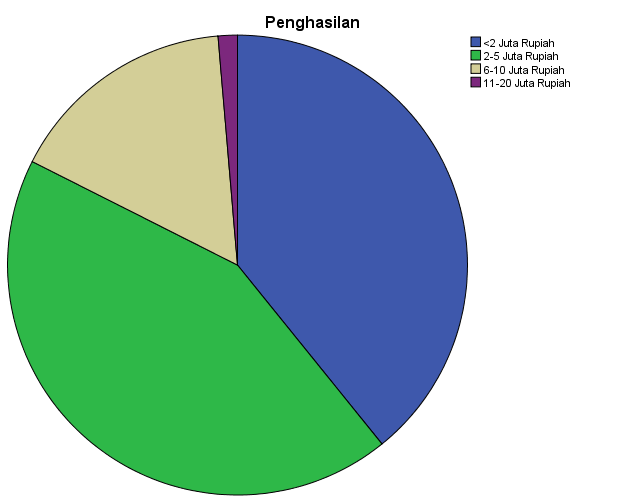 Penghasilan
<2 Juta Rupiah
2-5 Juta Rupiah
6-10 Juta Rupiah
11-20 Juta Rupiah